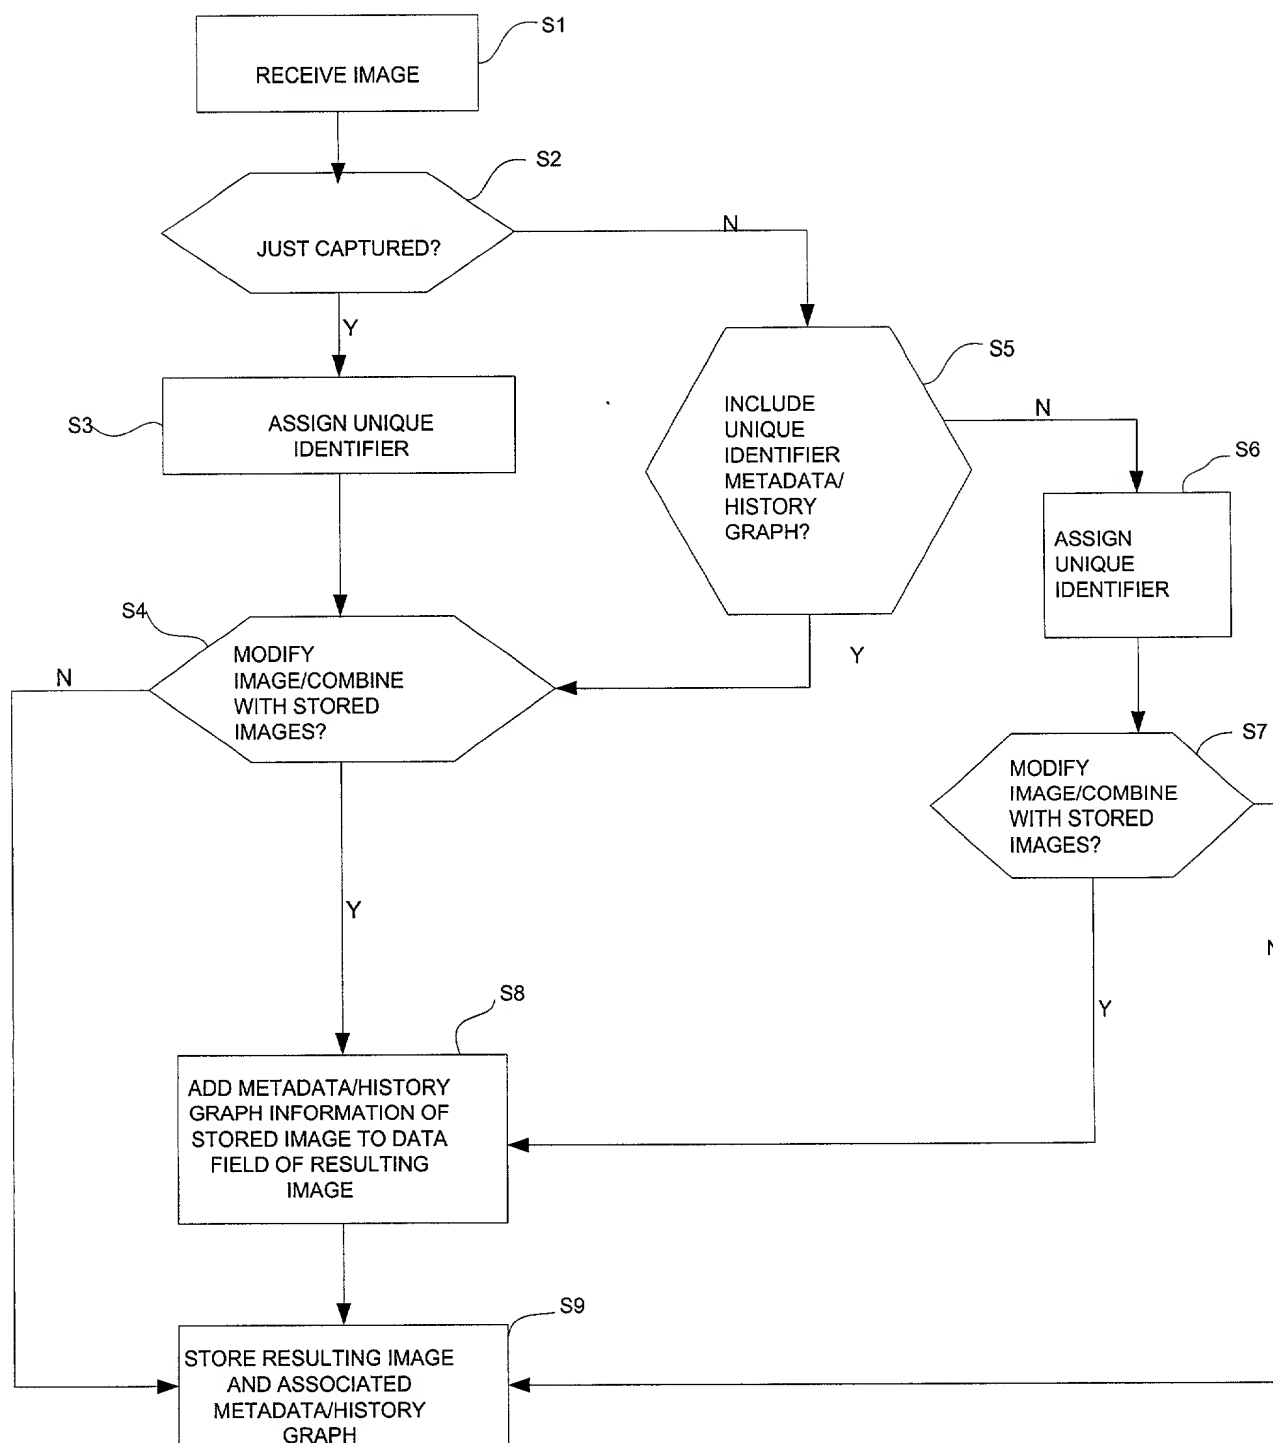 S1
RECEIVE IMAGE
S2
JUST CAPTURED?
N
Y
S5
S3
ASSIGN UNIQUE
IDENTIFIER
INCLUDE
UNIQUE
IDENTIFIER
METADATA/
HISTORY
GRAPH?
N
S6
ASSIGN
UNIQUE
IDENTIFIER
S4
MODIFY
IMAGE/COMBINE
WITH STORED
IMAGES?
N
Y
S7
MODIFY
IMAGE/COMBINE
WITH STORED
IMAGES?
Y
N
Y
S8
ADD METADATA/HISTORY
GRAPH INFORMATION OF
STORED IMAGE TO DATA
FIELD OF RESULTING
IMAGE
S9
STORE RESULTING IMAGE
AND ASSOCIATED
METADATA/HISTORY
GRAPH